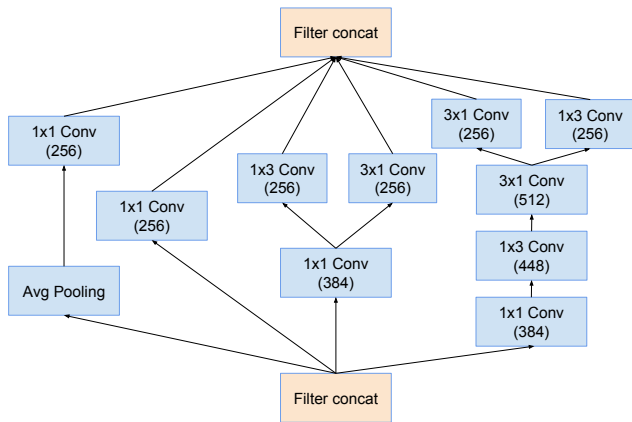 Filter concat
3x1 Conv
(256)
1x3 Conv
(256)
1x1 Conv
(256)
1x3 Conv
(256)
3x1 Conv
(256)
3x1 Conv
(512)
1x1 Conv
(256)
1x3 Conv
(448)
1x1 Conv
(384)
Avg Pooling
1x1 Conv
(384)
Filter concat